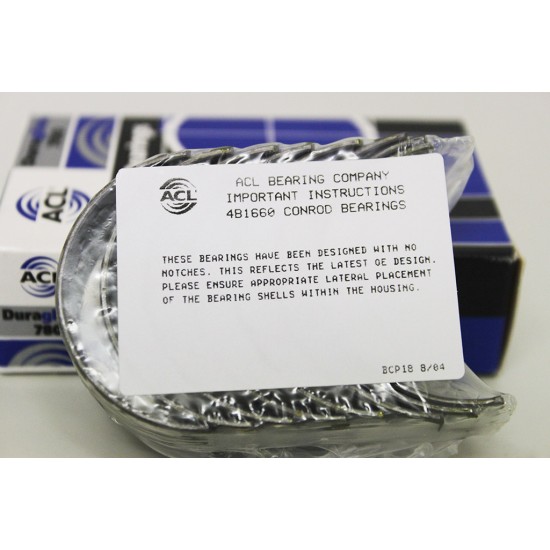 ACL
ACL BEARING COMPANY
IMPORTANT INSTRUCTIONS
4B1660 CONROD BEARINGS
THESE BEARINGS HAVE BEEN DESIGNED WITH NO
NOTCHES. THIS REFLECTS THE LATEST OE DESIGN.
PLEASE ENSURE APPROPRIATE LATERAL PLACEMENT
OF THE BEARING SHELLS WITHIN THE HOUSING.
BCP18 8/04
ACL
ACL